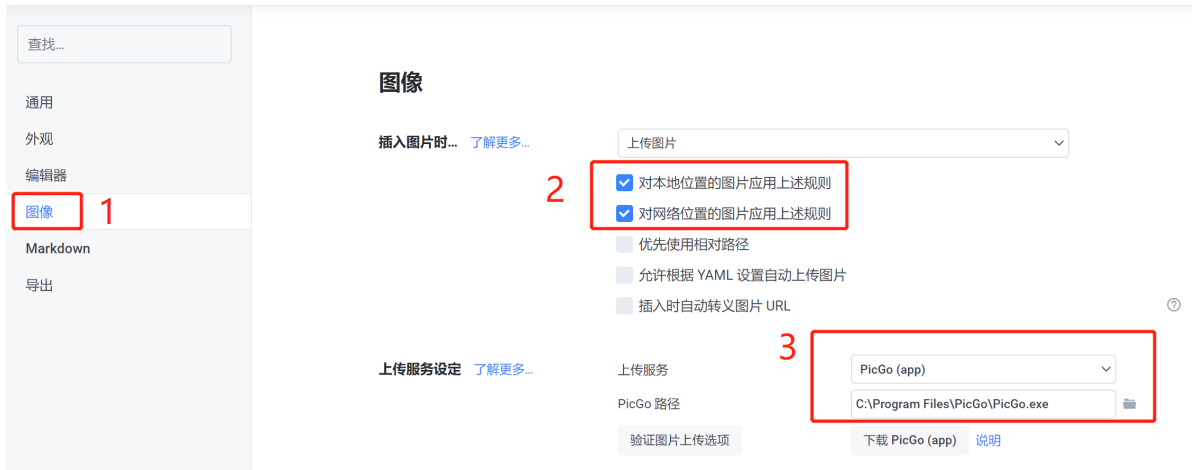 查找...
通用
外观
编辑器
图像 1
Markdown
导出
图像
插入图片时... 了解更多... 上传图片
2 对本地位置的图片应用上述规则
对网络位置的图片应用上述规则
优先使用相对路径
允许根据 YAML 设置自动上传图片
插入时自动转义图片 URL
3
上传服务设定 了解更多... 上传服务 PicGo (app)
PicGo 路径 C:\Program Files\PicGo\PicGo.exe
验证图片上传选项 下载 PicGo (app) 说明